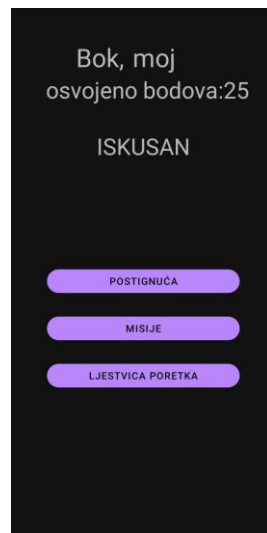 Bok, moj
osvojeno bodova:25
ISKUSAN
POSTIGNUĆA
MISIJE
LJESTVICA PORETKA